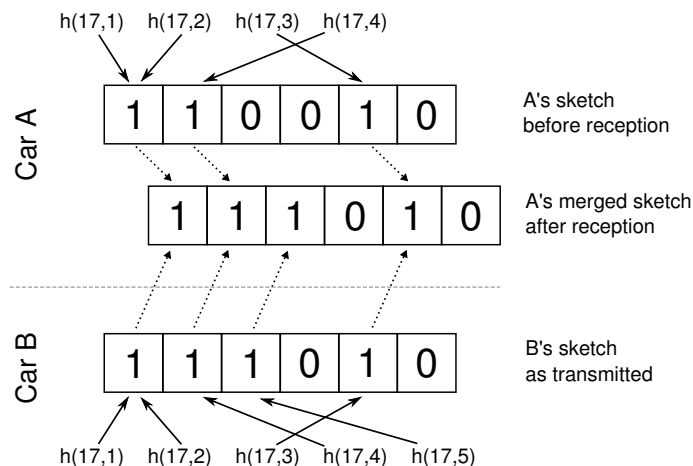 h(17,1) h(17,2) h(17,3) h(17,4)
Car A
1 1 0 0 1 0
A's sketch
before reception
1 1 1 0 1 0
A's merged sketch
after reception
Car B
1 1 1 0 1 0
B's sketch
as transmitted
h(17,1) h(17,2) h(17,3) h(17,4) h(17,5)